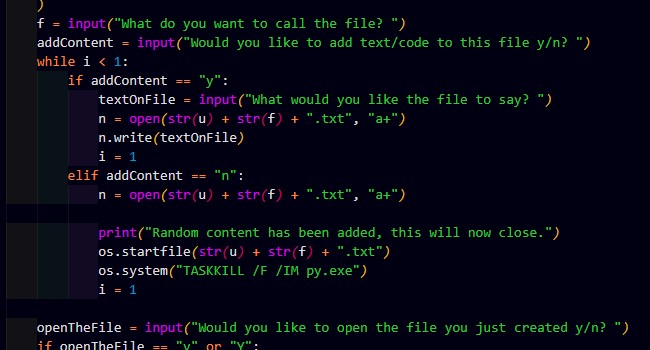 )
f = input("What do you want to call the file? ")
addContent = input("Would you like to add text/code to this file y/n? ")
while i < 1:
    if addContent == "y":
        textOnFile = input("What would you like the file to say? ")
        n = open(str(u) + str(f) + ".txt", "a+")
        n.write(textOnFile)
        i = 1
    elif addContent == "n":
        n = open(str(u) + str(f) + ".txt", "a+")

        print("Random content has been added, this will now close.")
        os.startfile(str(u) + str(f) + ".txt")
        os.system("TASKKILL /F /IM py.exe")
        i = 1

openTheFile = input("Would you like to open the file you just created y/n? ")
if openTheFile == "y" or "Y":